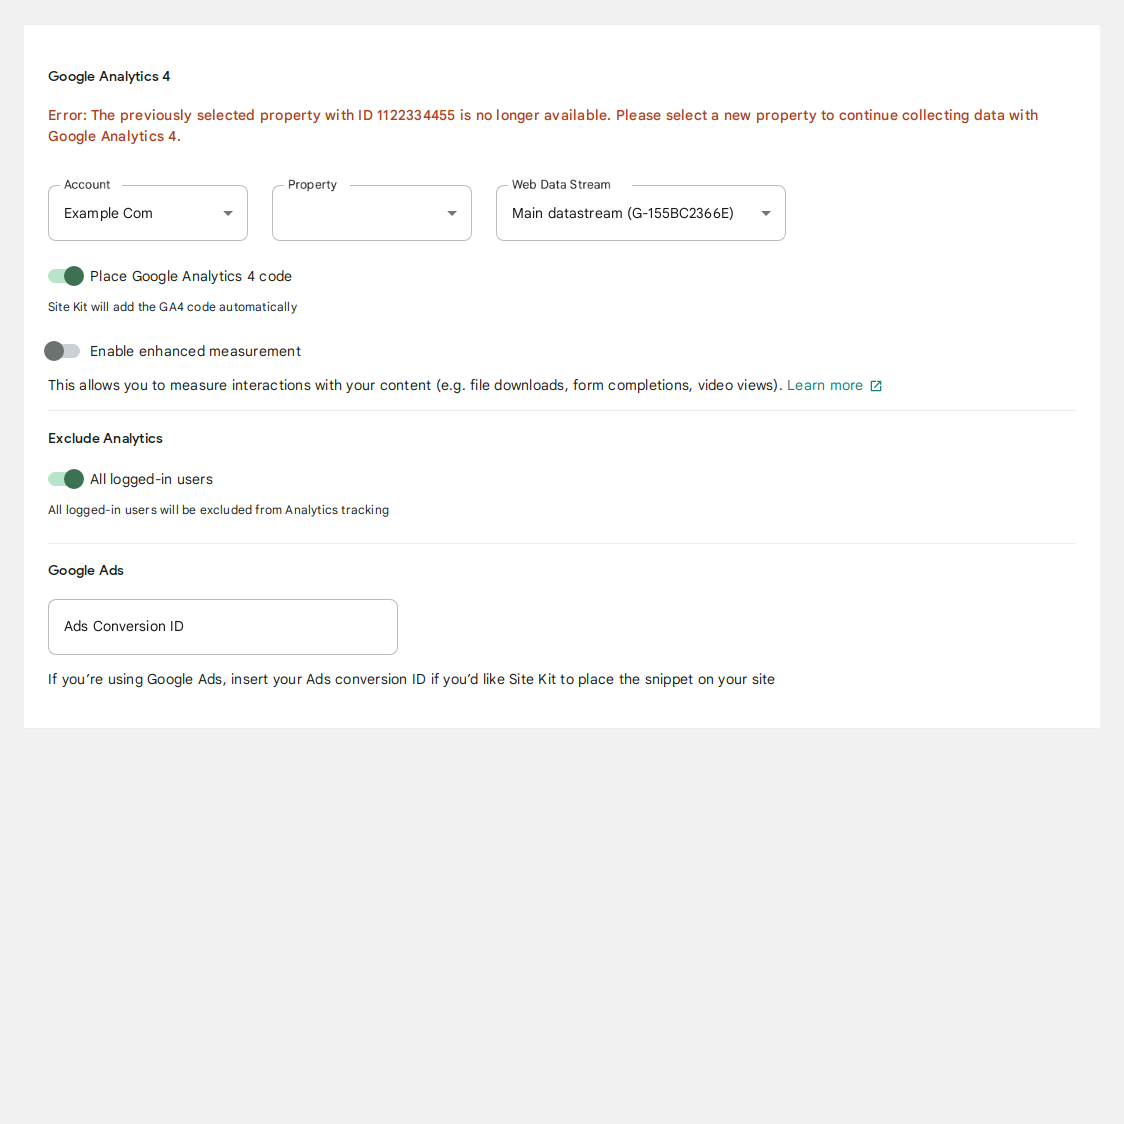 Google Analytics 4
Error: The previously selected property with ID 1122334455 is no longer available. Please select a new property to continue collecting data with
Google Analytics 4.
Account
Example Com
Property
Web Data Stream
Main datastream (G-155BC2366E)
Place Google Analytics 4 code
Site Kit will add the GA4 code automatically
Enable enhanced measurement
This allows you to measure interactions with your content (e.g. file downloads, form completions, video views). Learn more
Exclude Analytics
All logged-in users
All logged-in users will be excluded from Analytics tracking
Google Ads
Ads Conversion ID
If you’re using Google Ads, insert your Ads conversion ID if you’d like Site Kit to place the snippet on your site